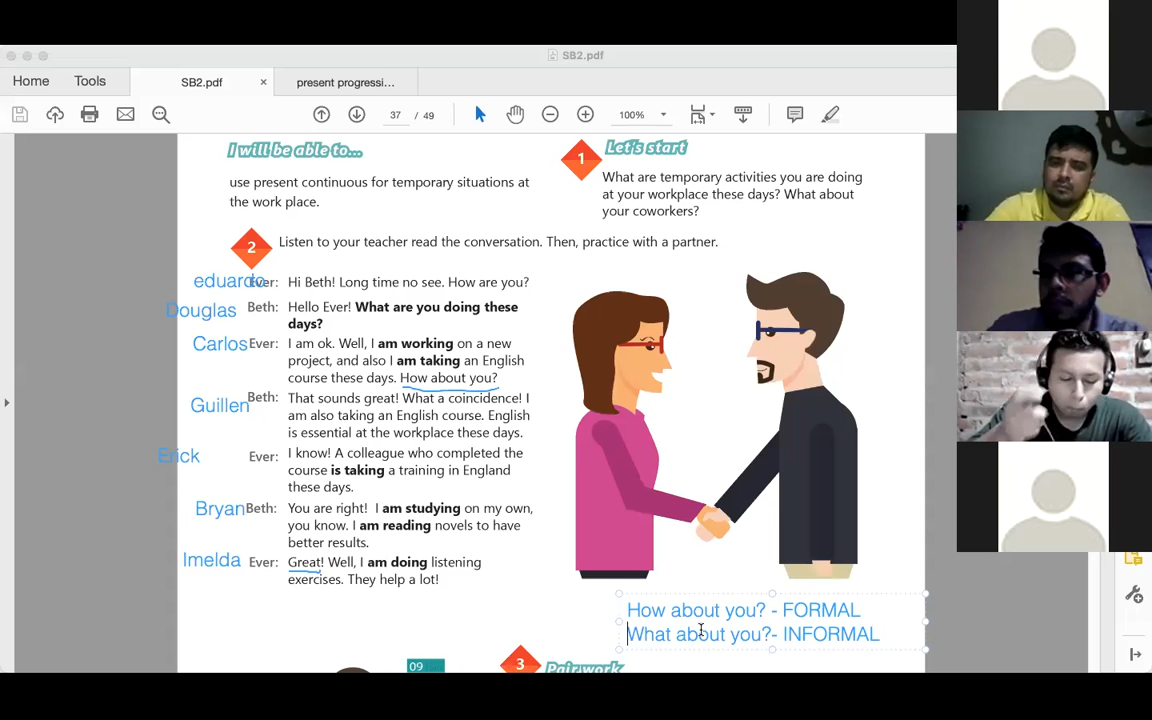 SB2.pdf
Home
Tools
SB2.pdf
×
present progressi...
37 / 49
100%
I will be able to...
use present continuous for temporary situations at
the work place.
1
Let's start
What are temporary activities you are doing
at your workplace these days? What about
your coworkers?
2
Listen to your teacher read the conversation. Then, practice with a partner.
eduardo
Ever: Hi Beth! Long time no see. How are you?
Douglas
Beth: Hello Ever! What are you doing these
days?
Carlos
Ever: I am ok. Well, I am working on a new
project, and also I am taking an English
course these days. How about you?
Guillen
Beth: That sounds great! What a coincidence! I
am also taking an English course. English
is essential at the workplace these days.
Erick
Ever: I know! A colleague who completed the
course is taking a training in England
these days.
Bryan
Beth: You are right! I am studying on my own,
you know. I am reading novels to have
better results.
Imelda
Ever: Great! Well, I am doing listening
exercises. They help a lot!
How about you? - FORMAL
What about you?- INFORMAL
09
3
Pair work